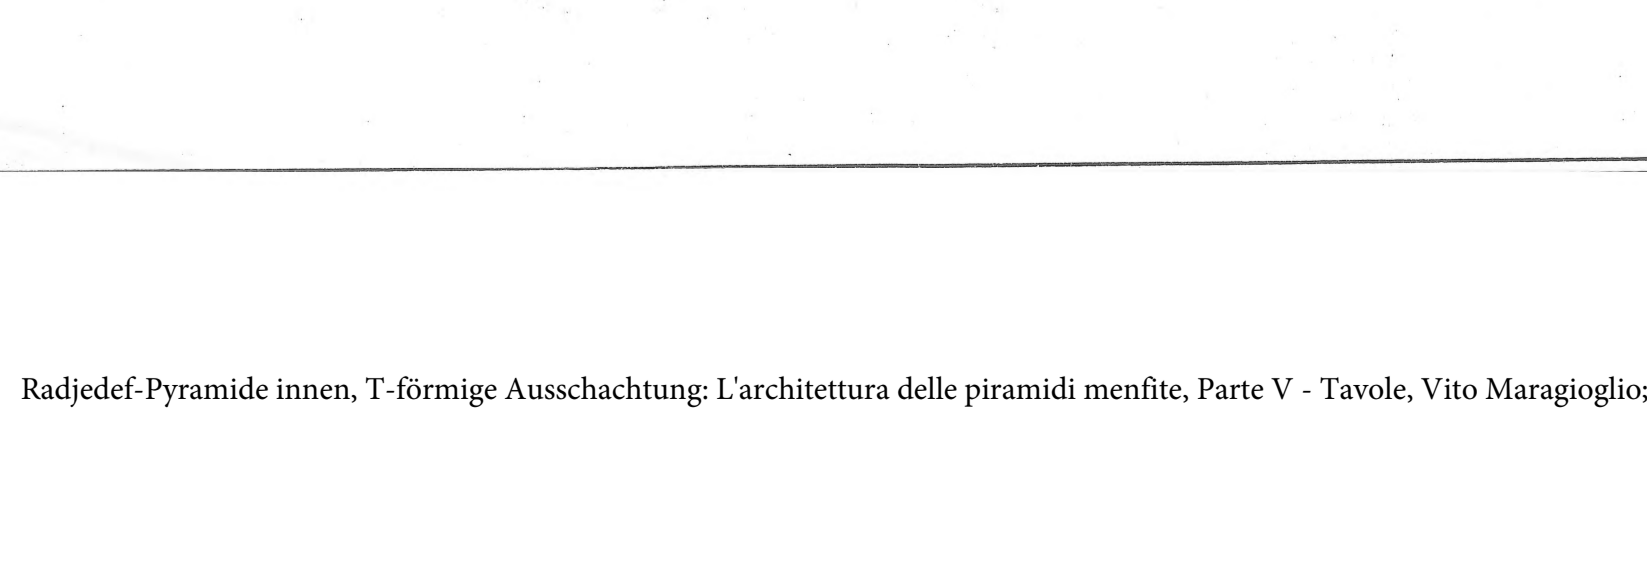 Radjedef-Pyramide innen, T-förmige Ausschachtung: L'architettura delle piramidi menfite, Parte V - Tavole, Vito Maragioglio;